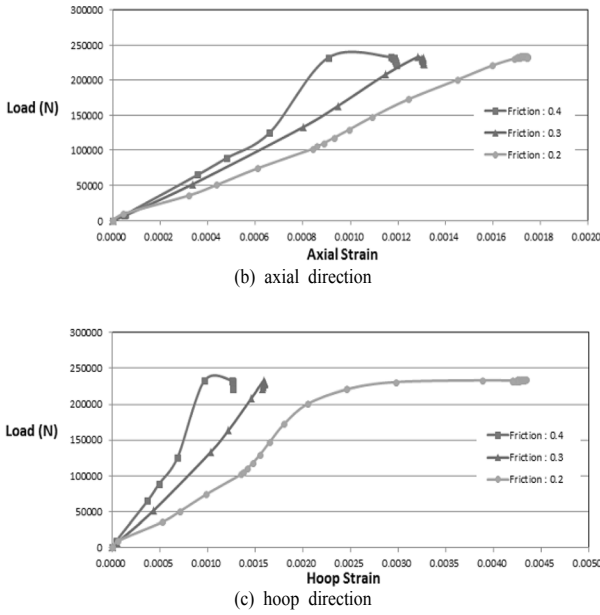 350000
300000
250000
200000
150000
100000
50000
0
Load (N)
Friction : 0.4
Friction : 0.3
Friction : 0.2
0.0000 0.0002 0.0004 0.0006 0.0008 0.0010 0.0012 0.0014 0.0016 0.0018 0.0020
Axial Strain
(b) axial direction
350000
300000
250000
200000
150000
100000
50000
0
Load (N)
Friction : 0.4
Friction : 0.3
Friction : 0.2
0.0000 0.0005 0.0010 0.0015 0.0020 0.0025 0.0030 0.0035 0.0040 0.0045 0.0050
Hoop Strain
(c) hoop direction